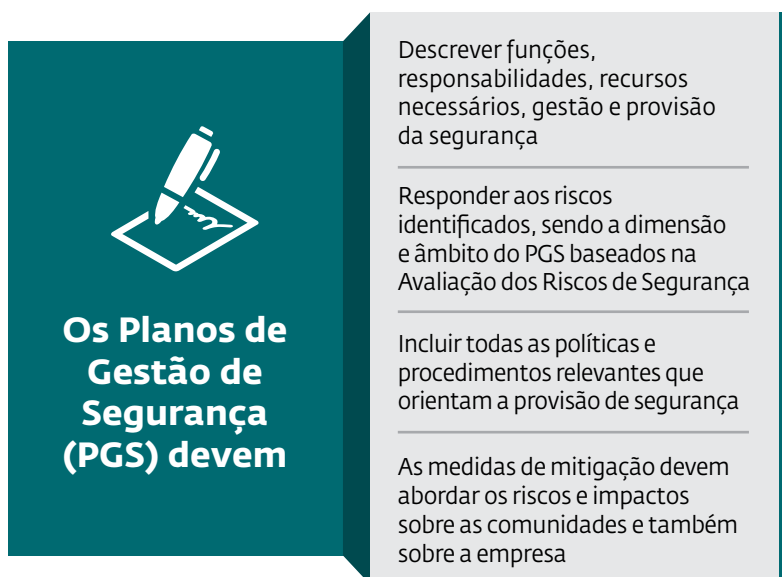 Os Planos de
Gestão de
Segurança
(PGS) devem
Descrever funções,
responsabilidades, recursos
necessários, gestão e provisão
da segurança
Responder aos riscos
identificados, sendo a dimensão
e âmbito do PGS baseados na
Avaliação dos Riscos de Segurança
Incluir todas as políticas e
procedimentos relevantes que
orientam a provisão de segurança
As medidas de mitigação devem
abordar os riscos e impactos
sobre as comunidades e também
sobre a empresa